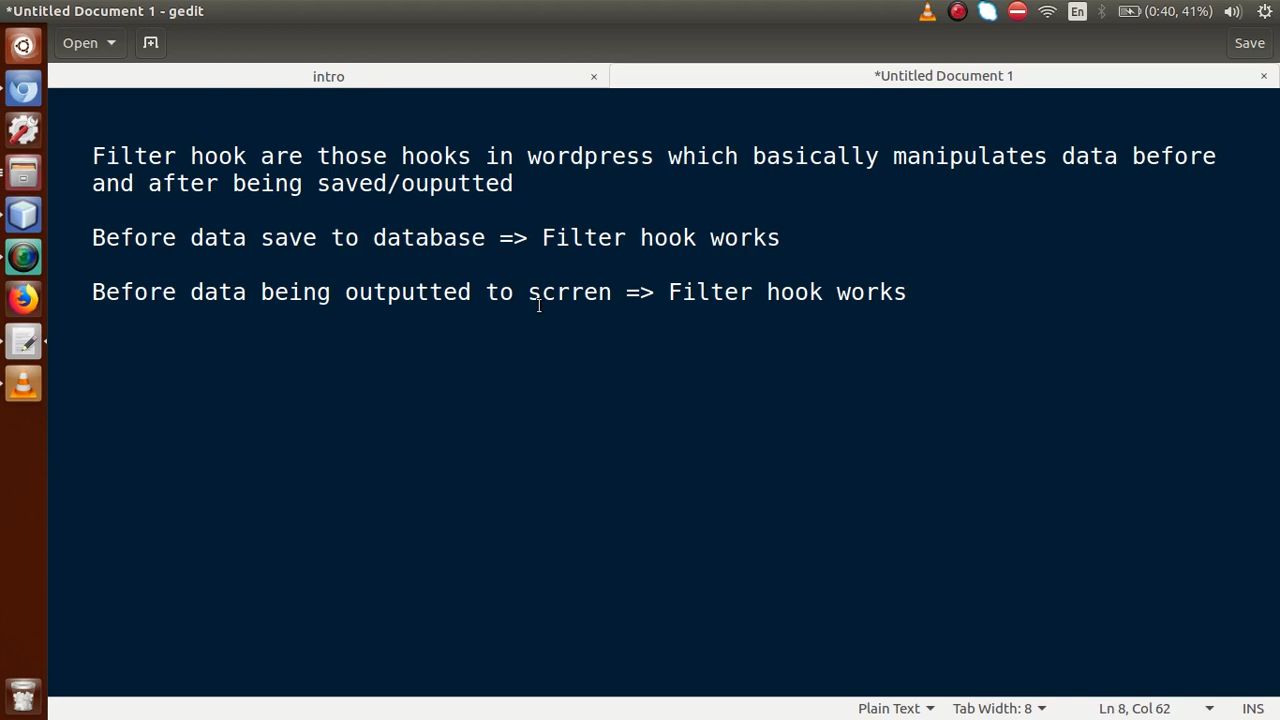 *Untitled Document 1 - gedit
En
(0:40, 41%)
Open
Save
intro
*Untitled Document 1
Filter hook are those hooks in wordpress which basically manipulates data before
and after being saved/ouputted
Before data save to database => Filter hook works
Before data being outputted to scrren => Filter hook works
Plain Text
Tab Width: 8
Ln 8, Col 62
INS